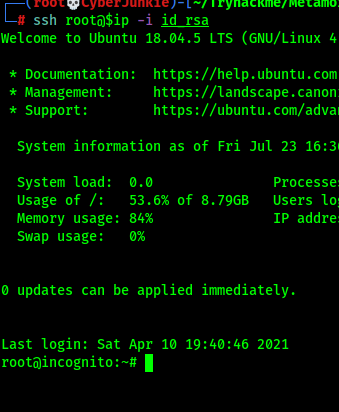 (root💀CyberJunkie)-[~/Tryhackme/Metamo
# ssh root@$ip -i id_rsa
Welcome to Ubuntu 18.04.5 LTS (GNU/Linux 4
* Documentation: https://help.ubuntu.com
* Management: https://landscape.canon
* Support: https://ubuntu.com/advan
System information as of Fri Jul 23 16:30
System load: 0.0 Processes
Usage of /: 53.6% of 8.79GB Users log
Memory usage: 84% IP addre
Swap usage: 0%
0 updates can be applied immediately.
Last login: Sat Apr 10 19:40:46 2021
root@incognito:~#